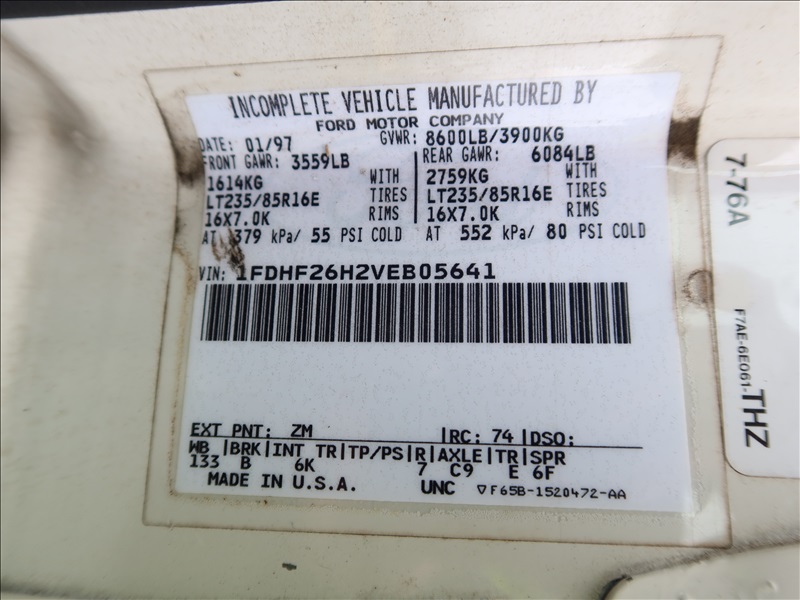 INCOMPLETE VEHICLE MANUFACTURED BY
FORD MOTOR COMPANY
DATE: 01/97 GVWR: 8600LB/3900KG
FRONT GAWR: 3559LB REAR GAWR: 6084LB
1614KG WITH 2759KG WITH
LT235/85R16E TIRES LT235/85R16E TIRES
16X7.0K RIMS 16X7.0K RIMS
AT 379 kPa/ 55 PSI COLD AT 552 kPa/ 80 PSI COLD
VIN: 1FDHF26H2VEB05641
EXT PNT: ZM |RC: 74 |DSO:
WB |BRK|INT TR|TP/PS|R|AXLE|TR|SPR
133 B 6K 7 C9 E 6F
MADE IN U.S.A. UNC ▽F65B-1520472-AA
7-76A
F7AE-6E061-THZ